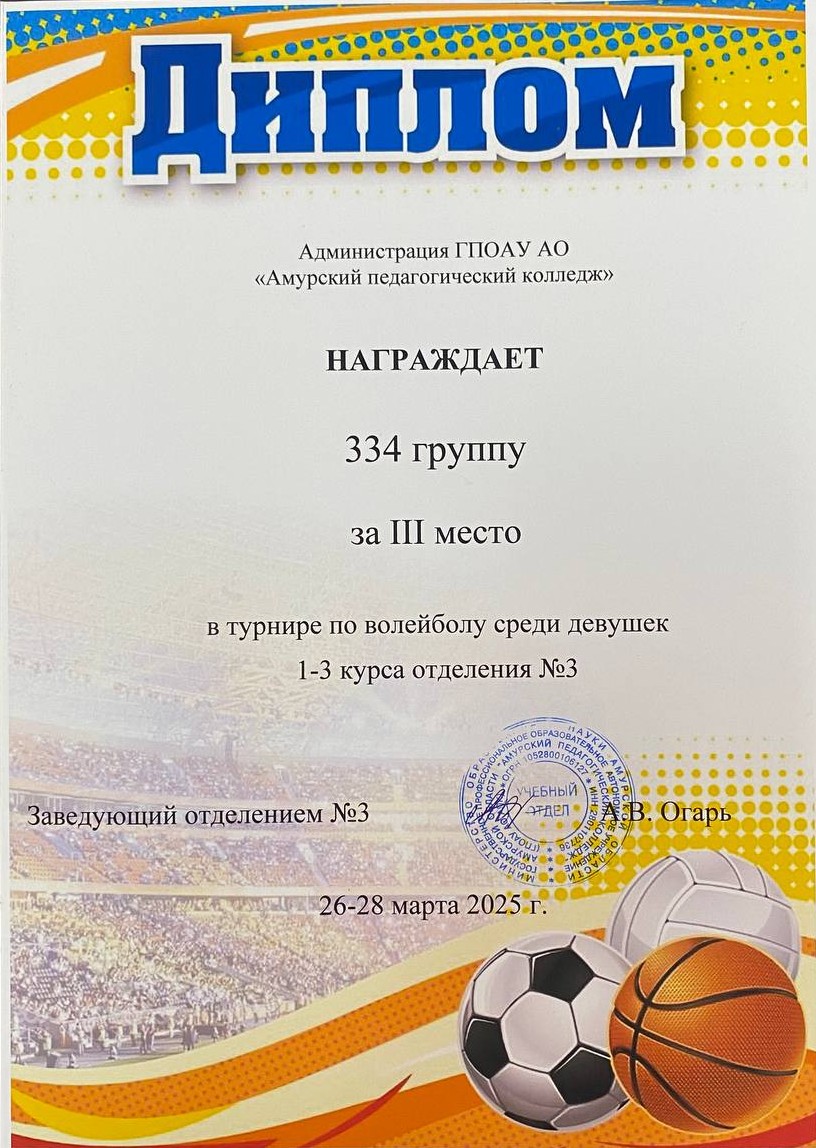 Диплом
Администрация ГПОАУ АО
«Амурский педагогический колледж»
НАГРАЖДАЕТ
334 группу
за III место
в турнире по волейболу среди девушек
1-3 курса отделения №3
УЧЕБНЫЙ
ОТДЕЛ
Заведующий отделением №3
А.В. Огарь
26-28 марта 2025 г.